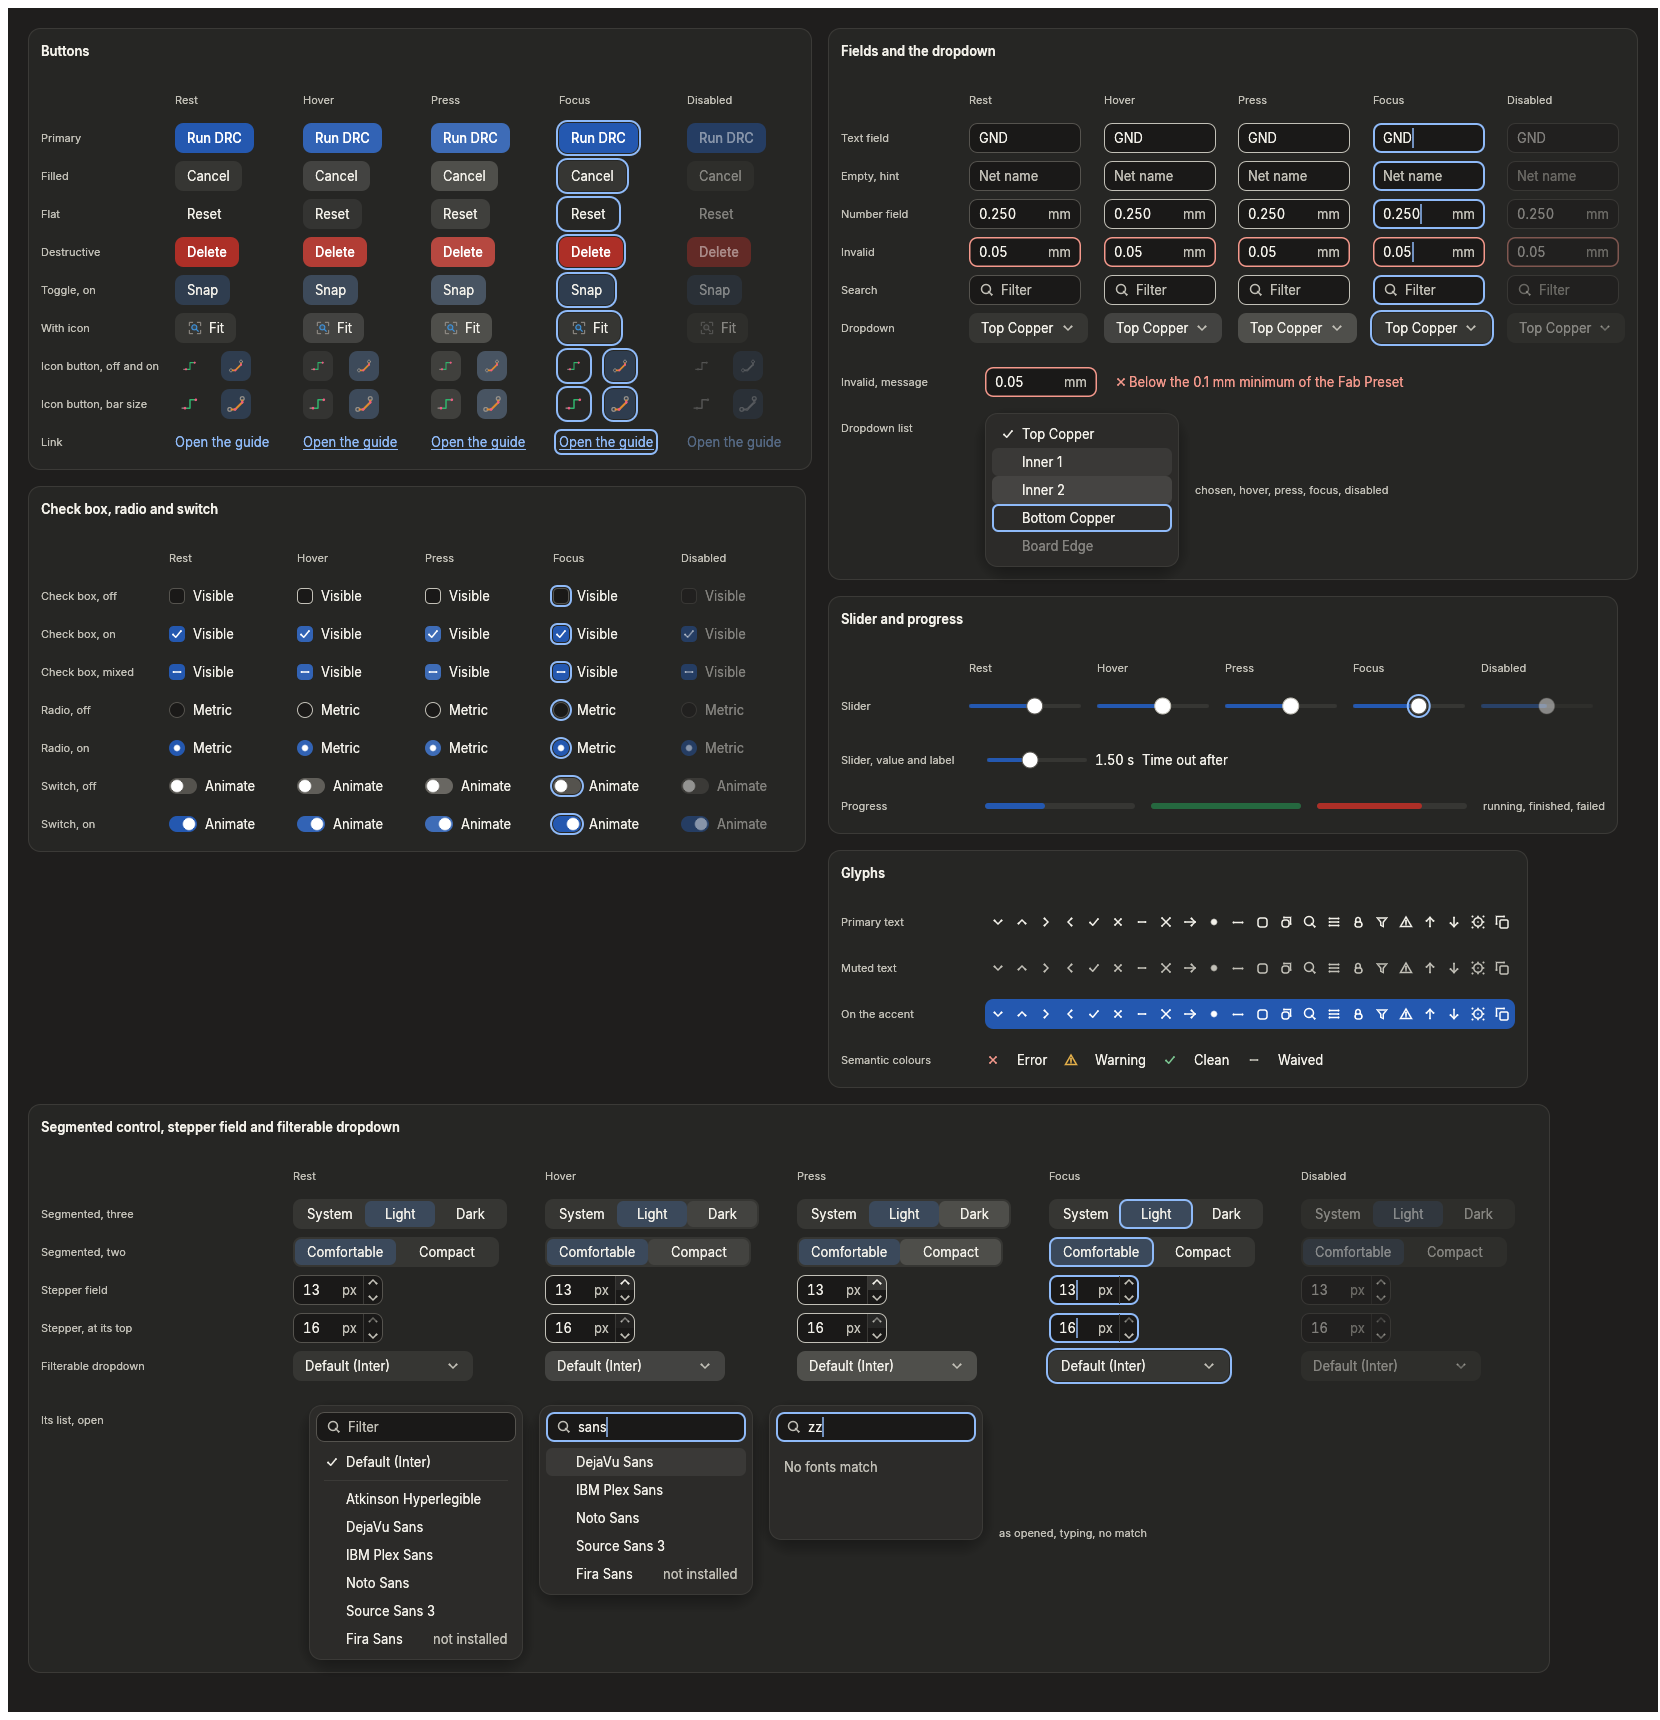 Buttons
Rest Hover Press Focus Disabled
Primary Run DRC Run DRC Run DRC Run DRC Run DRC
Filled Cancel Cancel Cancel Cancel Cancel
Flat Reset Reset Reset Reset Reset
Destructive Delete Delete Delete Delete Delete
Toggle, on Snap Snap Snap Snap Snap
With icon Fit Fit Fit Fit Fit
Icon button, off and on
Icon button, bar size
Link Open the guide Open the guide Open the guide Open the guide Open the guide
Fields and the dropdown
Rest Hover Press Focus Disabled
Text field GND GND GND GND GND
Empty, hint Net name Net name Net name Net name Net name
Number field 0.250 mm 0.250 mm 0.250 mm 0.250 mm 0.250 mm
Invalid 0.05 mm 0.05 mm 0.05 mm 0.05 mm 0.05 mm
Search Filter Filter Filter Filter Filter
Dropdown Top Copper Top Copper Top Copper Top Copper Top Copper
Invalid, message 0.05 mm Below the 0.1 mm minimum of the Fab Preset
Dropdown list Top Copper
Inner 1
Inner 2 chosen, hover, press, focus, disabled
Bottom Copper
Board Edge
Check box, radio and switch
Rest Hover Press Focus Disabled
Check box, off Visible Visible Visible Visible Visible
Check box, on Visible Visible Visible Visible Visible
Check box, mixed Visible Visible Visible Visible Visible
Radio, off Metric Metric Metric Metric Metric
Radio, on Metric Metric Metric Metric Metric
Switch, off Animate Animate Animate Animate Animate
Switch, on Animate Animate Animate Animate Animate
Slider and progress
Rest Hover Press Focus Disabled
Slider
Slider, value and label 1.50 s Time out after
Progress running, finished, failed
Glyphs
Primary text
Muted text
On the accent
Semantic colours Error Warning Clean Waived
Segmented control, stepper field and filterable dropdown
Rest Hover Press Focus Disabled
Segmented, three System Light Dark System Light Dark System Light Dark System Light Dark System Light Dark
Segmented, two Comfortable Compact Comfortable Compact Comfortable Compact Comfortable Compact Comfortable Compact
Stepper field 13 px 13 px 13 px 13 px 13 px
Stepper, at its top 16 px 16 px 16 px 16 px 16 px
Filterable dropdown Default (Inter) Default (Inter) Default (Inter) Default (Inter) Default (Inter)
Its list, open
Filter
Default (Inter)
Atkinson Hyperlegible
DejaVu Sans
IBM Plex Sans
Noto Sans
Source Sans 3
Fira Sans not installed
sans
DejaVu Sans
IBM Plex Sans
Noto Sans
Source Sans 3
Fira Sans not installed
zz
No fonts match
as opened, typing, no match